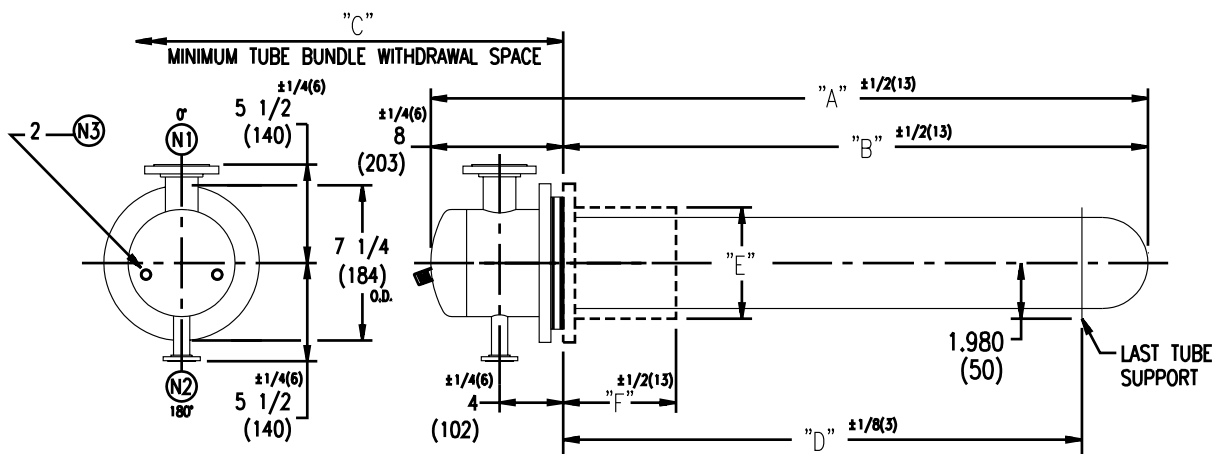 "C"
MINIMUM TUBE BUNDLE WITHDRAWAL SPACE
±1/4(6)
5 1/2
(140)
0°
N1
2
N3
±1/4(6)
8
(203)
"A" ±1/2(13)
"B" ±1/2(13)
7 1/4
(184)
O.D.
"E"
1.980
(50)
LAST TUBE
SUPPORT
N2
180°
±1/4(6)
5 1/2
(140)
±1/4(6)
4
(102)
±1/2(13)
"F"
"D" ±1/8(3)